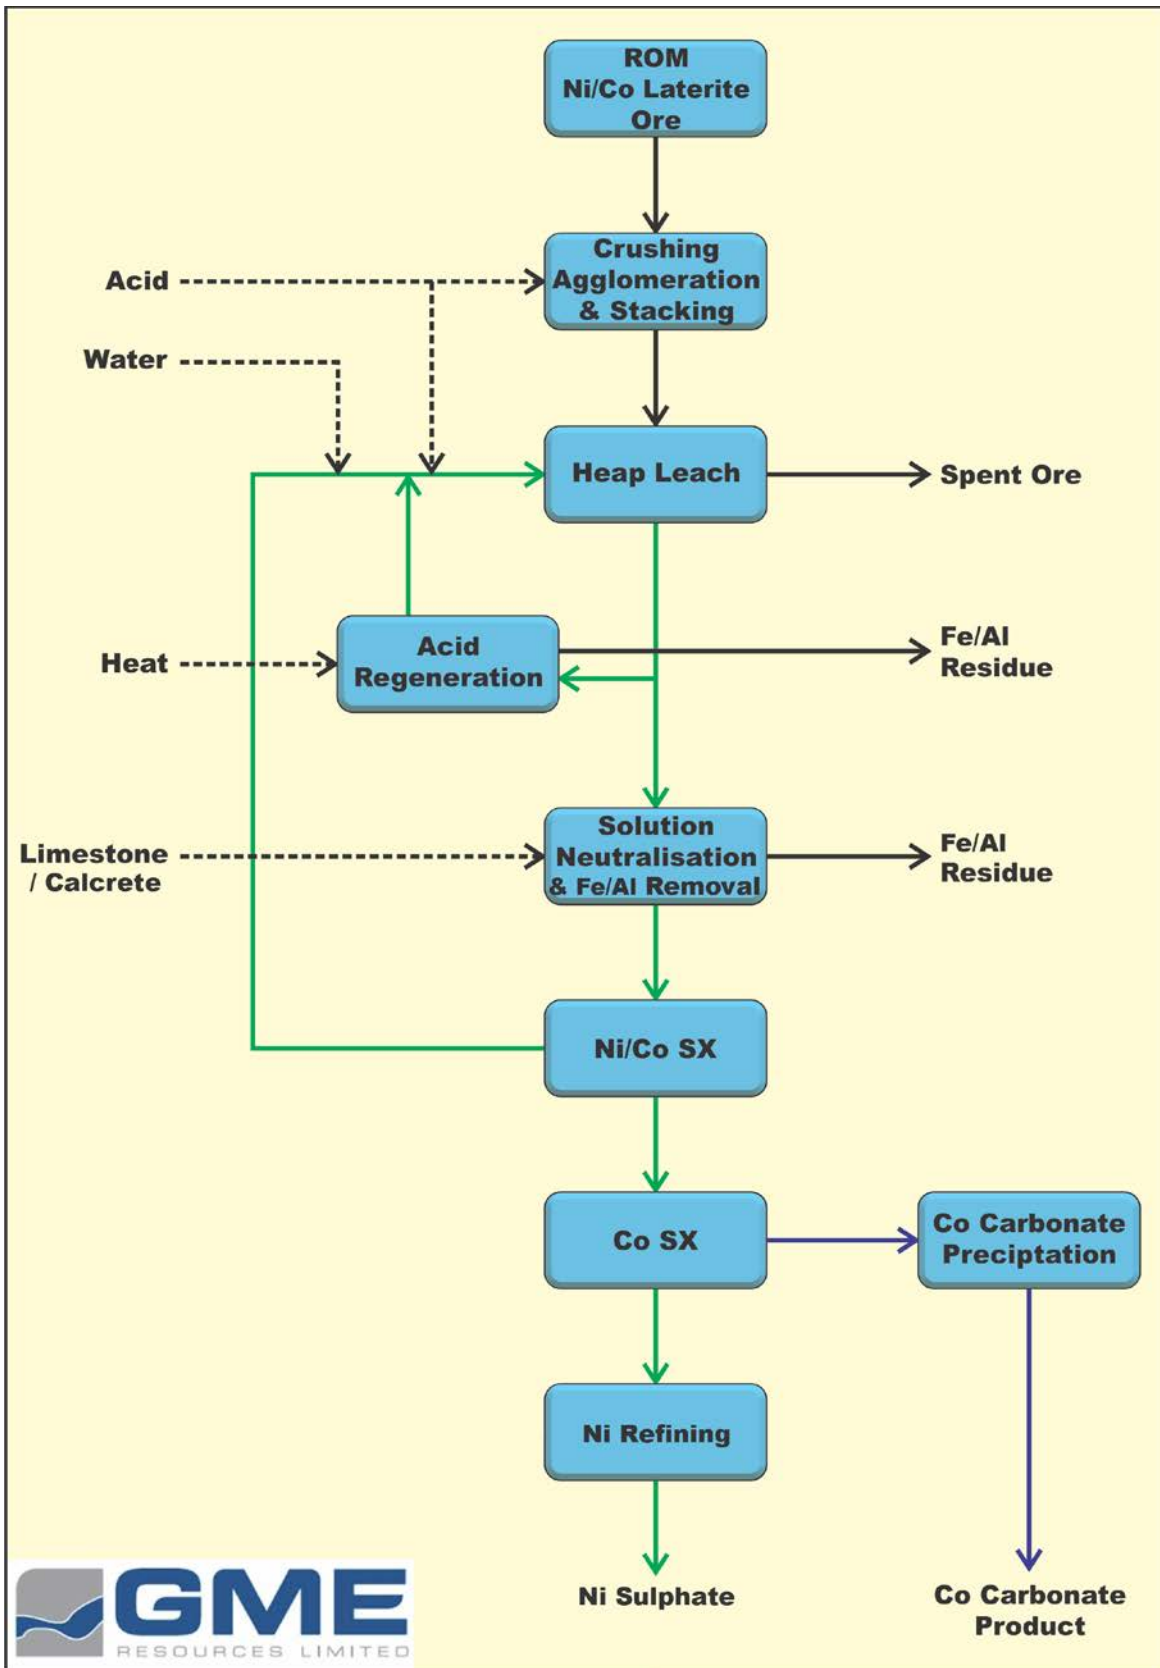 ROM
Ni/Co Laterite
Ore
Crushing
Agglomeration
& Stacking
Acid
Water
Heap Leach
Spent Ore
Acid
Regeneration
Heat
Fe/Al
Residue
Solution
Neutralisation
& Fe/Al Removal
Limestone
/ Calcrete
Fe/Al
Residue
Ni/Co SX
Co SX
Co Carbonate
Preciptation
Ni Refining
Ni Sulphate
Co Carbonate
Product
GME
RESOURCES LIMITED